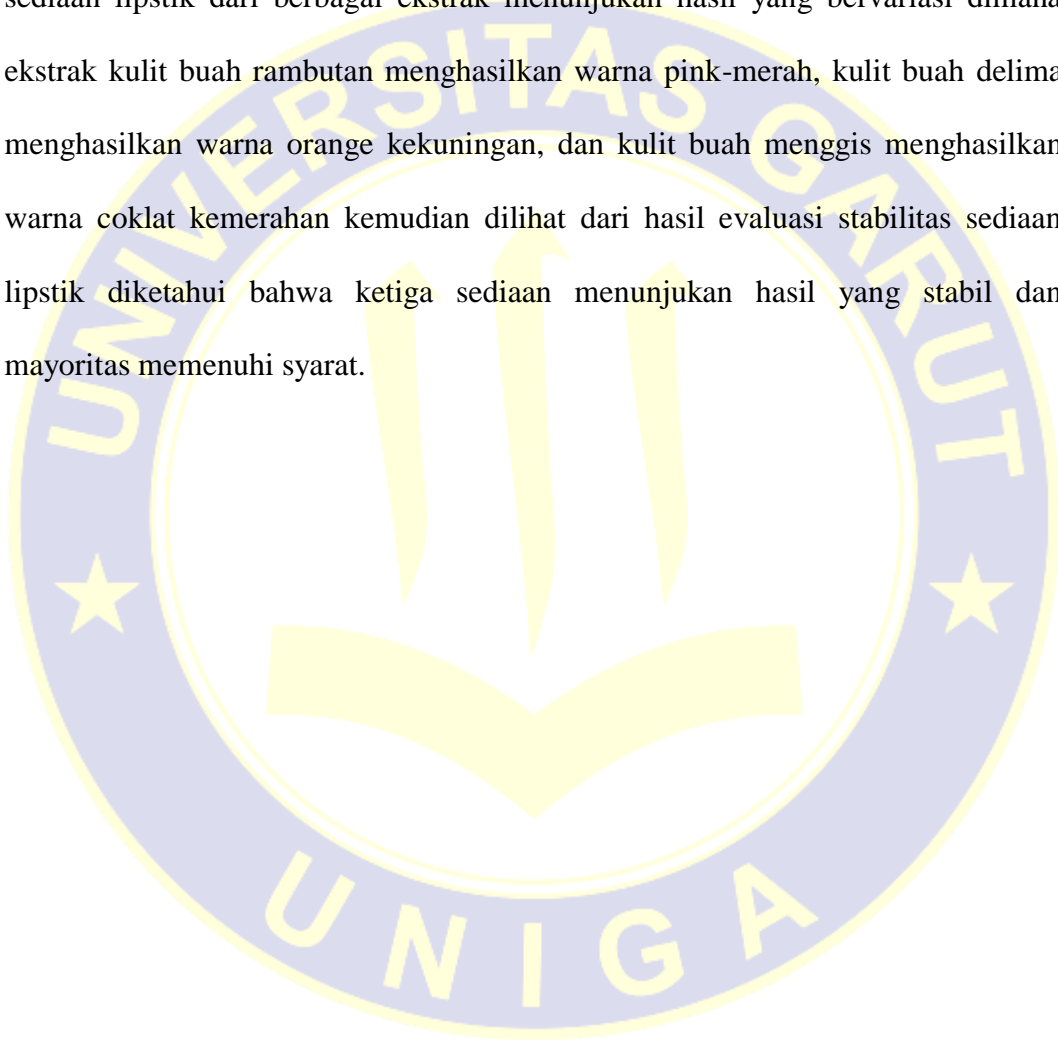 sediaan lipstik dari berbagai ekstrak menunjukan hasil yang bervariasi dimana
ekstrak kulit buah rambutan menghasilkan warna pink-merah, kulit buah delima
menghasilkan warna orange kekuningan, dan kulit buah menggis menghasilkan
warna coklat kemerahan kemudian dilihat dari hasil evaluasi stabilitas sediaan
lipstik diketahui bahwa ketiga sediaan menunjukan hasil yang stabil dan
mayoritas memenuhi syarat.
UNIVERSITAS GARUT
UNIGA